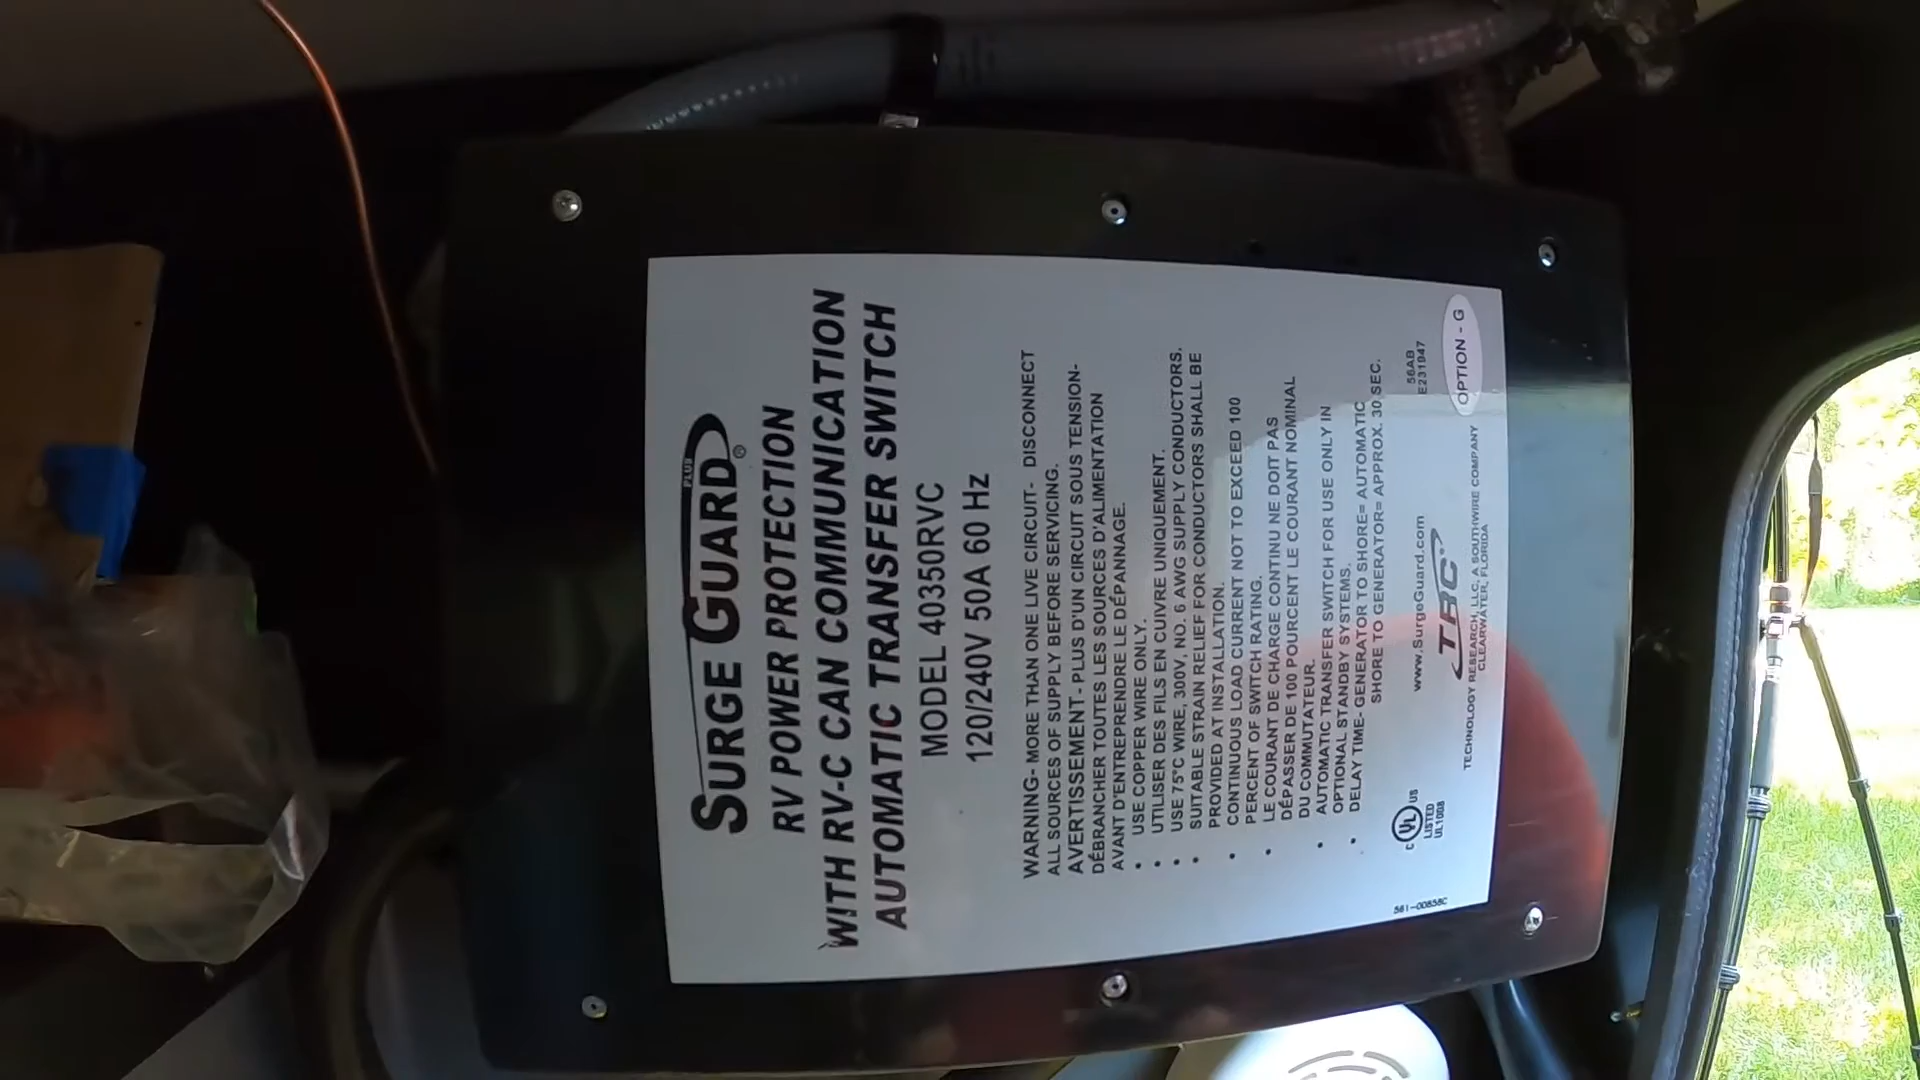 SURGE GUARD® PLUS
RV POWER PROTECTION
WITH RV-C CAN COMMUNICATION
AUTOMATIC TRANSFER SWITCH
MODEL 40350RVC
120/240V 50A 60 Hz
WARNING- MORE THAN ONE LIVE CIRCUIT- DISCONNECT
ALL SOURCES OF SUPPLY BEFORE SERVICING.
AVERTISSEMENT - PLUS D'UN CIRCUIT SOUS TENSION-
DÉBRANCHER TOUTES LES SOURCES D'ALIMENTATION
AVANT D'ENTREPRENDRE LE DÉPANNAGE.
• USE COPPER WIRE ONLY.
• UTILISER DES FILS EN CUIVRE UNIQUEMENT.
• USE 75°C WIRE, 300V, NO. 6 AWG SUPPLY CONDUCTORS.
• SUITABLE STRAIN RELIEF FOR CONDUCTORS SHALL BE
PROVIDED AT INSTALLATION.
• CONTINUOUS LOAD CURRENT NOT TO EXCEED 100
PERCENT OF SWITCH RATING.
• LE COURANT DE CHARGE CONTINU NE DOIT PAS
DÉPASSER DE 100 POURCENT LE COURANT NOMINAL
DU COMMUTATEUR.
• AUTOMATIC TRANSFER SWITCH FOR USE ONLY IN
OPTIONAL STANDBY SYSTEMS.
• DELAY TIME- GENERATOR TO SHORE= AUTOMATIC
SHORE TO GENERATOR= APPROX. 30 SEC.
C UL US
LISTED
UL1008
www.SurgeGuard.com
56AB
E231947
TRC®
TECHNOLOGY RESEARCH, LLC, A SOUTHWIRE COMPANY
CLEARWATER, FLORIDA
OPTION - G
561-00858C